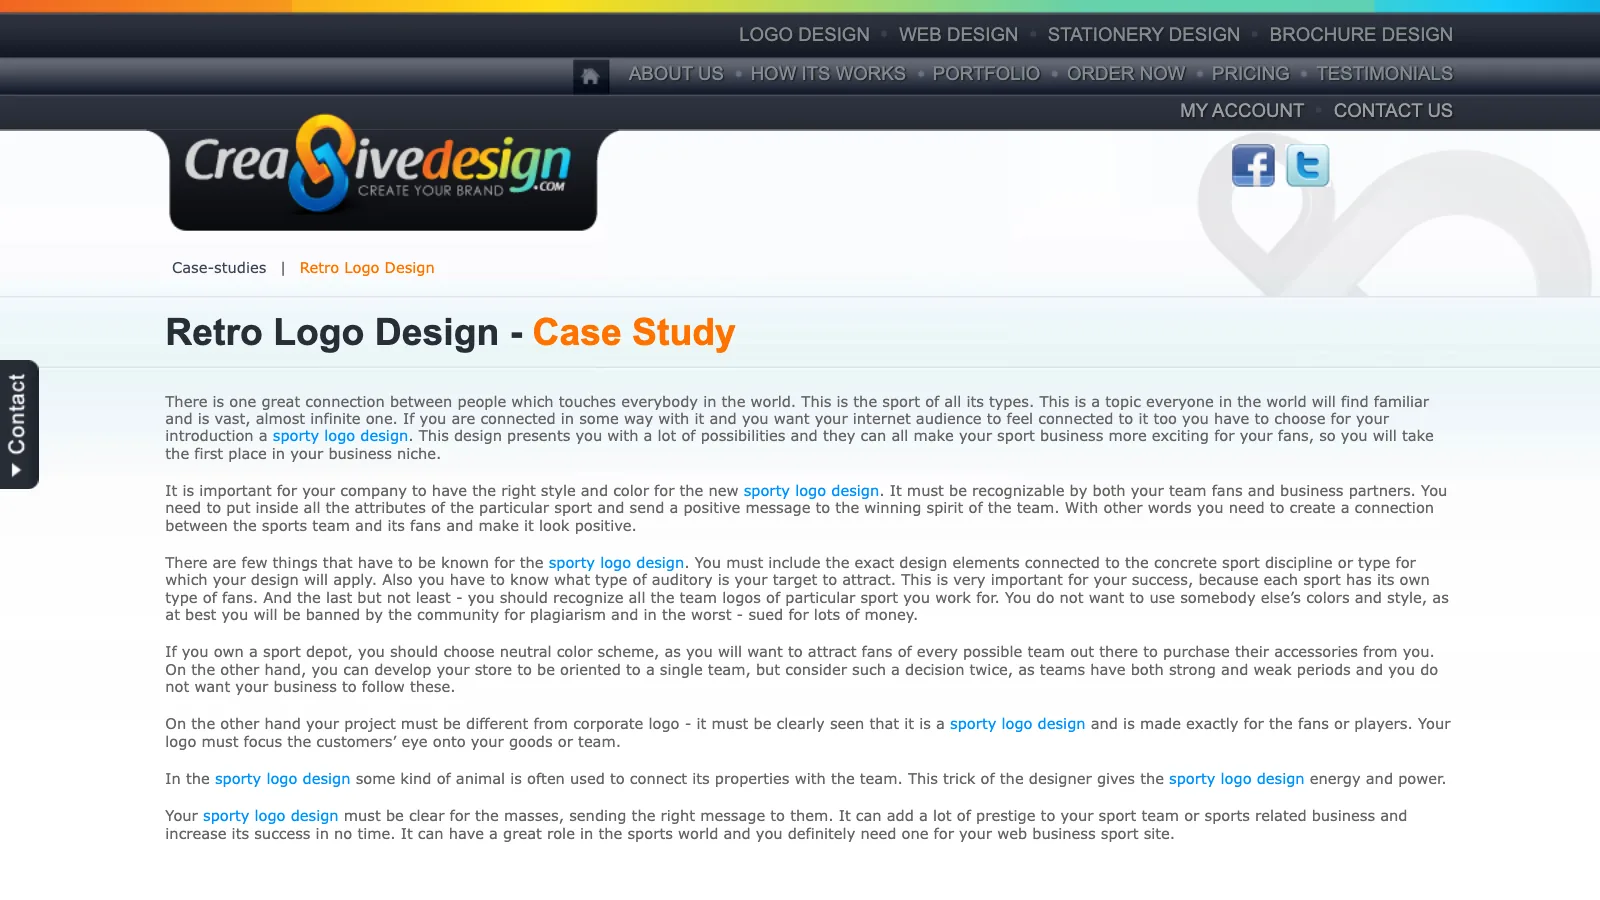 LOGO DESIGN • WEB DESIGN • STATIONERY DESIGN • BROCHURE DESIGN
ABOUT US • HOW ITS WORKS • PORTFOLIO • ORDER NOW • PRICING • TESTIMONIALS
MY ACCOUNT • CONTACT US
Crea8ivedesign.COM
CREATE YOUR BRAND
Case-studies | Retro Logo Design
Retro Logo Design - Case Study
Contact
There is one great connection between people which touches everybody in the world. This is the sport of all its types. This is a topic everyone in the world will find familiar
and is vast, almost infinite one. If you are connected in some way with it and you want your internet audience to feel connected to it too you have to choose for your
introduction a sporty logo design. This design presents you with a lot of possibilities and they can all make your sport business more exciting for your fans, so you will take
the first place in your business niche.
It is important for your company to have the right style and color for the new sporty logo design. It must be recognizable by both your team fans and business partners. You
need to put inside all the attributes of the particular sport and send a positive message to the winning spirit of the team. With other words you need to create a connection
between the sports team and its fans and make it look positive.
There are few things that have to be known for the sporty logo design. You must include the exact design elements connected to the concrete sport discipline or type for
which your design will apply. Also you have to know what type of auditory is your target to attract. This is very important for your success, because each sport has its own
type of fans. And the last but not least - you should recognize all the team logos of particular sport you work for. You do not want to use somebody else’s colors and style, as
at best you will be banned by the community for plagiarism and in the worst - sued for lots of money.
If you own a sport depot, you should choose neutral color scheme, as you will want to attract fans of every possible team out there to purchase their accessories from you.
On the other hand, you can develop your store to be oriented to a single team, but consider such a decision twice, as teams have both strong and weak periods and you do
not want your business to follow these.
On the other hand your project must be different from corporate logo - it must be clearly seen that it is a sporty logo design and is made exactly for the fans or players. Your
logo must focus the customers’ eye onto your goods or team.
In the sporty logo design some kind of animal is often used to connect its properties with the team. This trick of the designer gives the sporty logo design energy and power.
Your sporty logo design must be clear for the masses, sending the right message to them. It can add a lot of prestige to your sport team or sports related business and
increase its success in no time. It can have a great role in the sports world and you definitely need one for your web business sport site.